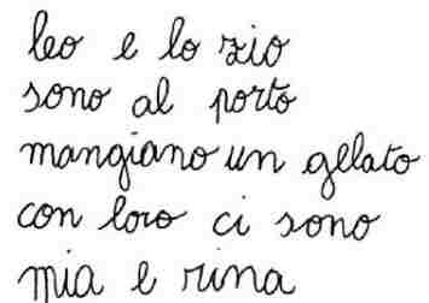 leo e lo zio
sono al porto
mangiano un gelato
con loro ci sono
mia e rina